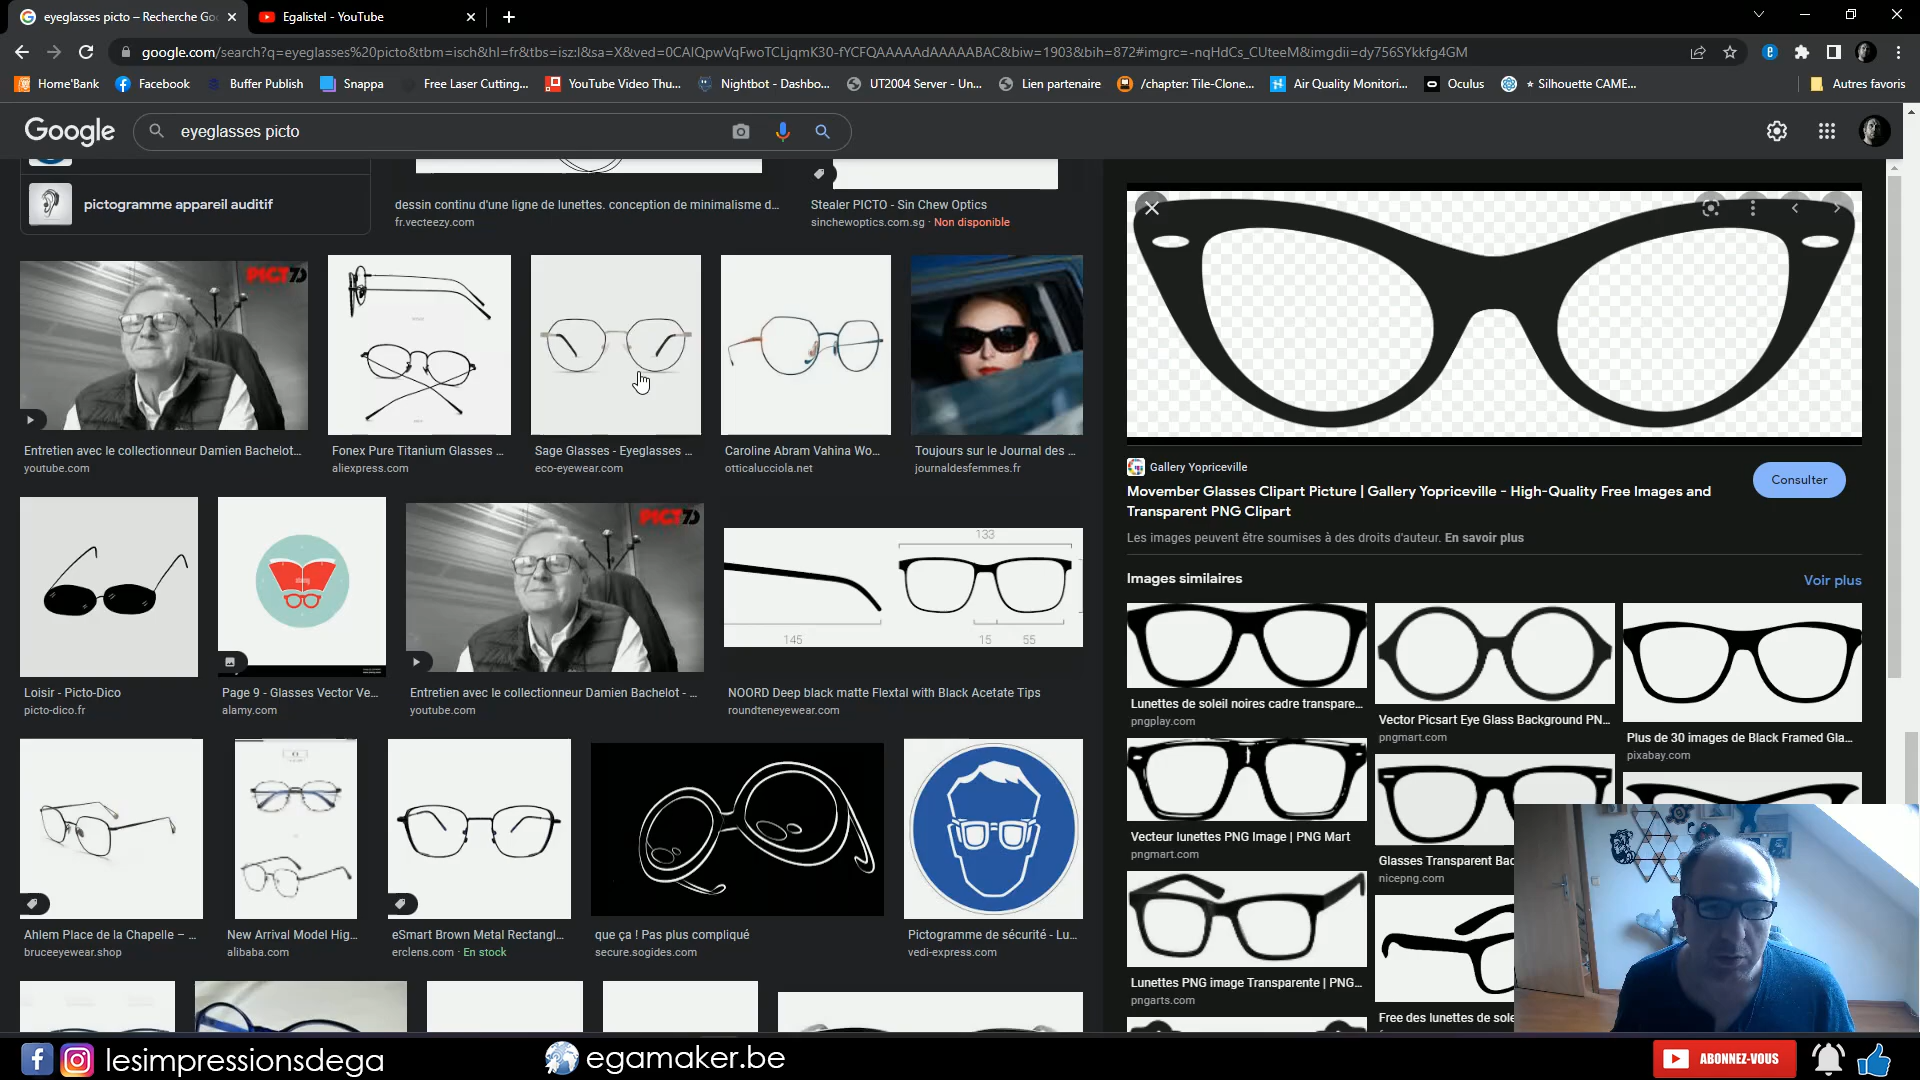 eyeglasses picto – Recherche Goo
Egalistel - YouTube
google.com/search?q=eyeglasses%20picto&tbm=isch&hl=fr&tbs=isz:l&sa=X&ved=0CAIQpwVqFwoTCLjqmK30-fYCFQAAAAAdAAAAABAC&biw=1903&bih=872#imgrc=-nqHdCs_CUteeM&imgdii=dy756SYkkfg4GM
Home'Bank
Facebook
Buffer Publish
Snappa
Free Laser Cutting...
YouTube Video Thu...
Nightbot - Dashbo...
UT2004 Server - Un...
Lien partenaire
/chapter: Tile-Clone...
Air Quality Monitori...
Oculus
★ Silhouette CAME...
Autres favoris
Google
eyeglasses picto
pictogramme appareil auditif
dessin continu d'une ligne de lunettes. conception de minimalisme d...
fr.vecteezy.com
Stealer PICTO - Sin Chew Optics
sinchewoptics.com.sg · Non disponible
PICT
Entretien avec le collectionneur Damien Bachelot...
youtube.com
Fonex Pure Titanium Glasses ...
aliexpress.com
Sage Glasses - Eyeglasses ...
eco-eyewear.com
Caroline Abram Vahina Wo...
otticalucciola.net
Toujours sur le Journal des ...
journaldesfemmes.fr
PICT
133
145
15
55
Loisir - Picto-Dico
picto-dico.fr
Page 9 - Glasses Vector Ve...
alamy.com
Entretien avec le collectionneur Damien Bachelot - ...
youtube.com
NOORD Deep black matte Flextal with Black Acetate Tips
roundteneyewear.com
Ahlem Place de la Chapelle – ...
bruceeyewear.shop
New Arrival Model Hig...
alibaba.com
eSmart Brown Metal Rectangl...
erclens.com · En stock
que ça ! Pas plus compliqué
secure.sogides.com
Pictogramme de sécurité - Lu...
vedi-express.com
Gallery Yopriceville
Movember Glasses Clipart Picture | Gallery Yopriceville - High-Quality Free Images and
Transparent PNG Clipart
Consulter
Les images peuvent être soumises à des droits d'auteur. En savoir plus
Images similaires
Voir plus
Lunettes de soleil noires cadre transpare...
pngplay.com
Vector Picsart Eye Glass Background PN...
pngmart.com
Plus de 30 images de Black Framed Gla...
pixabay.com
Vecteur lunettes PNG Image | PNG Mart
pngmart.com
Glasses Transparent Bac
nicepng.com
Lunettes PNG image Transparente | PNG...
pngarts.com
Free des lunettes de sole
lesimpressionsdega
egamaker.be
ABONNEZ-VOUS